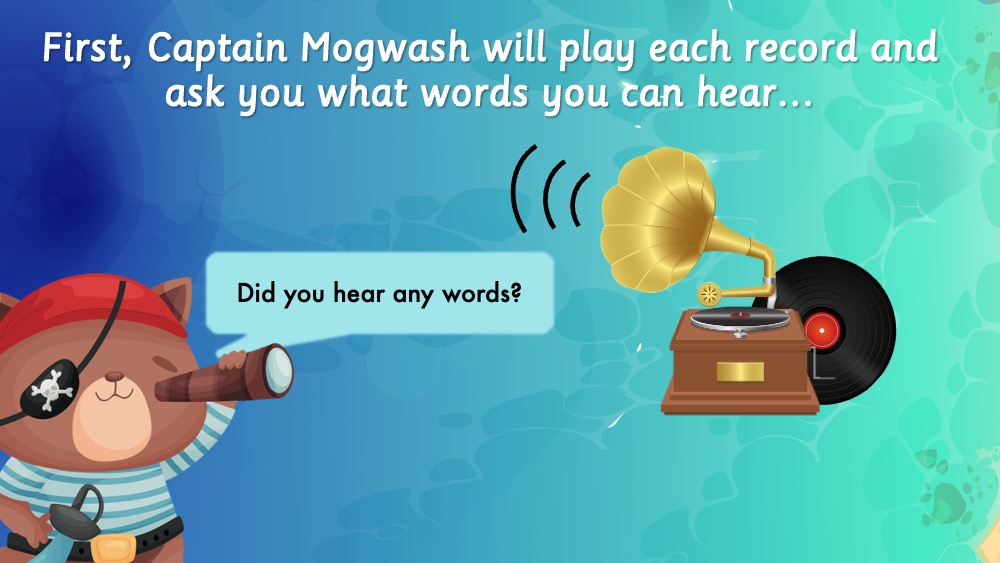 First, Captain Mogwash will play each record and
ask you what words you can hear...
Did you hear any words?